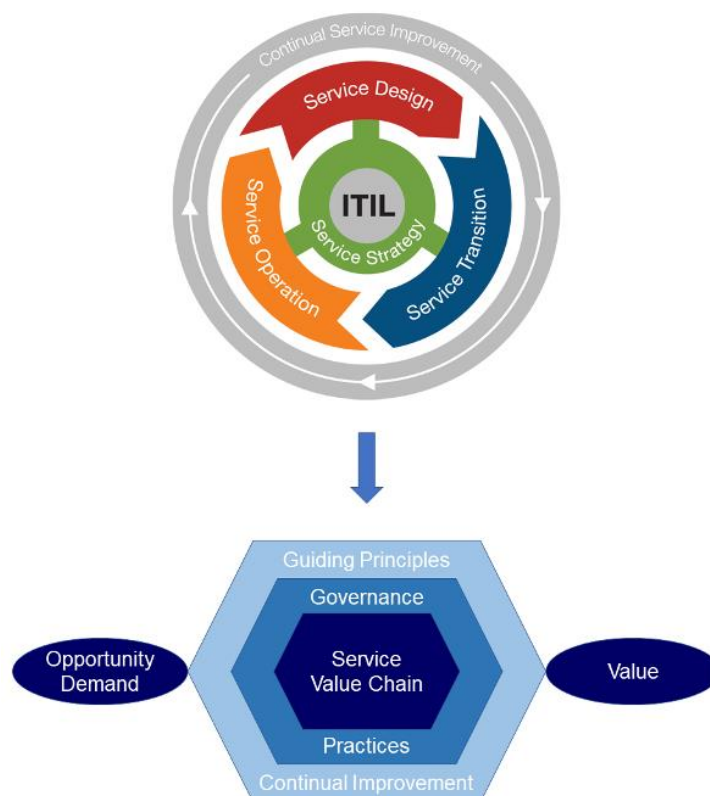 Continual Service Improvement
Service Design
ITIL
Service Strategy
Service Operation
Service Transition
Guiding Principles
Governance
Opportunity
Demand
Service
Value Chain
Value
Practices
Continual Improvement